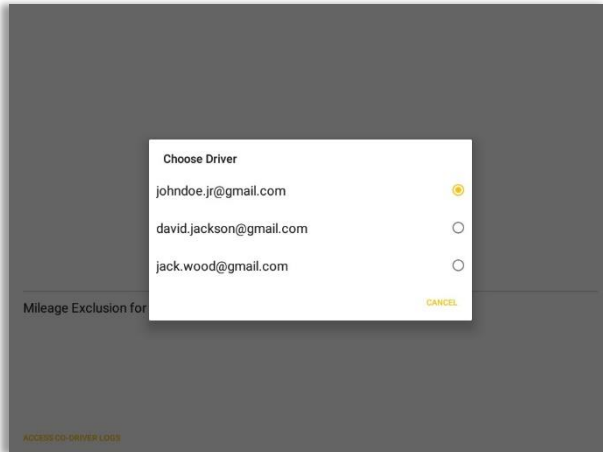 Choose Driver
johndoe.jr@gmail.com
david.jackson@gmail.com
jack.wood@gmail.com
CANCEL
Mileage Exclusion for
ACCESS CO-DRIVER LOGS